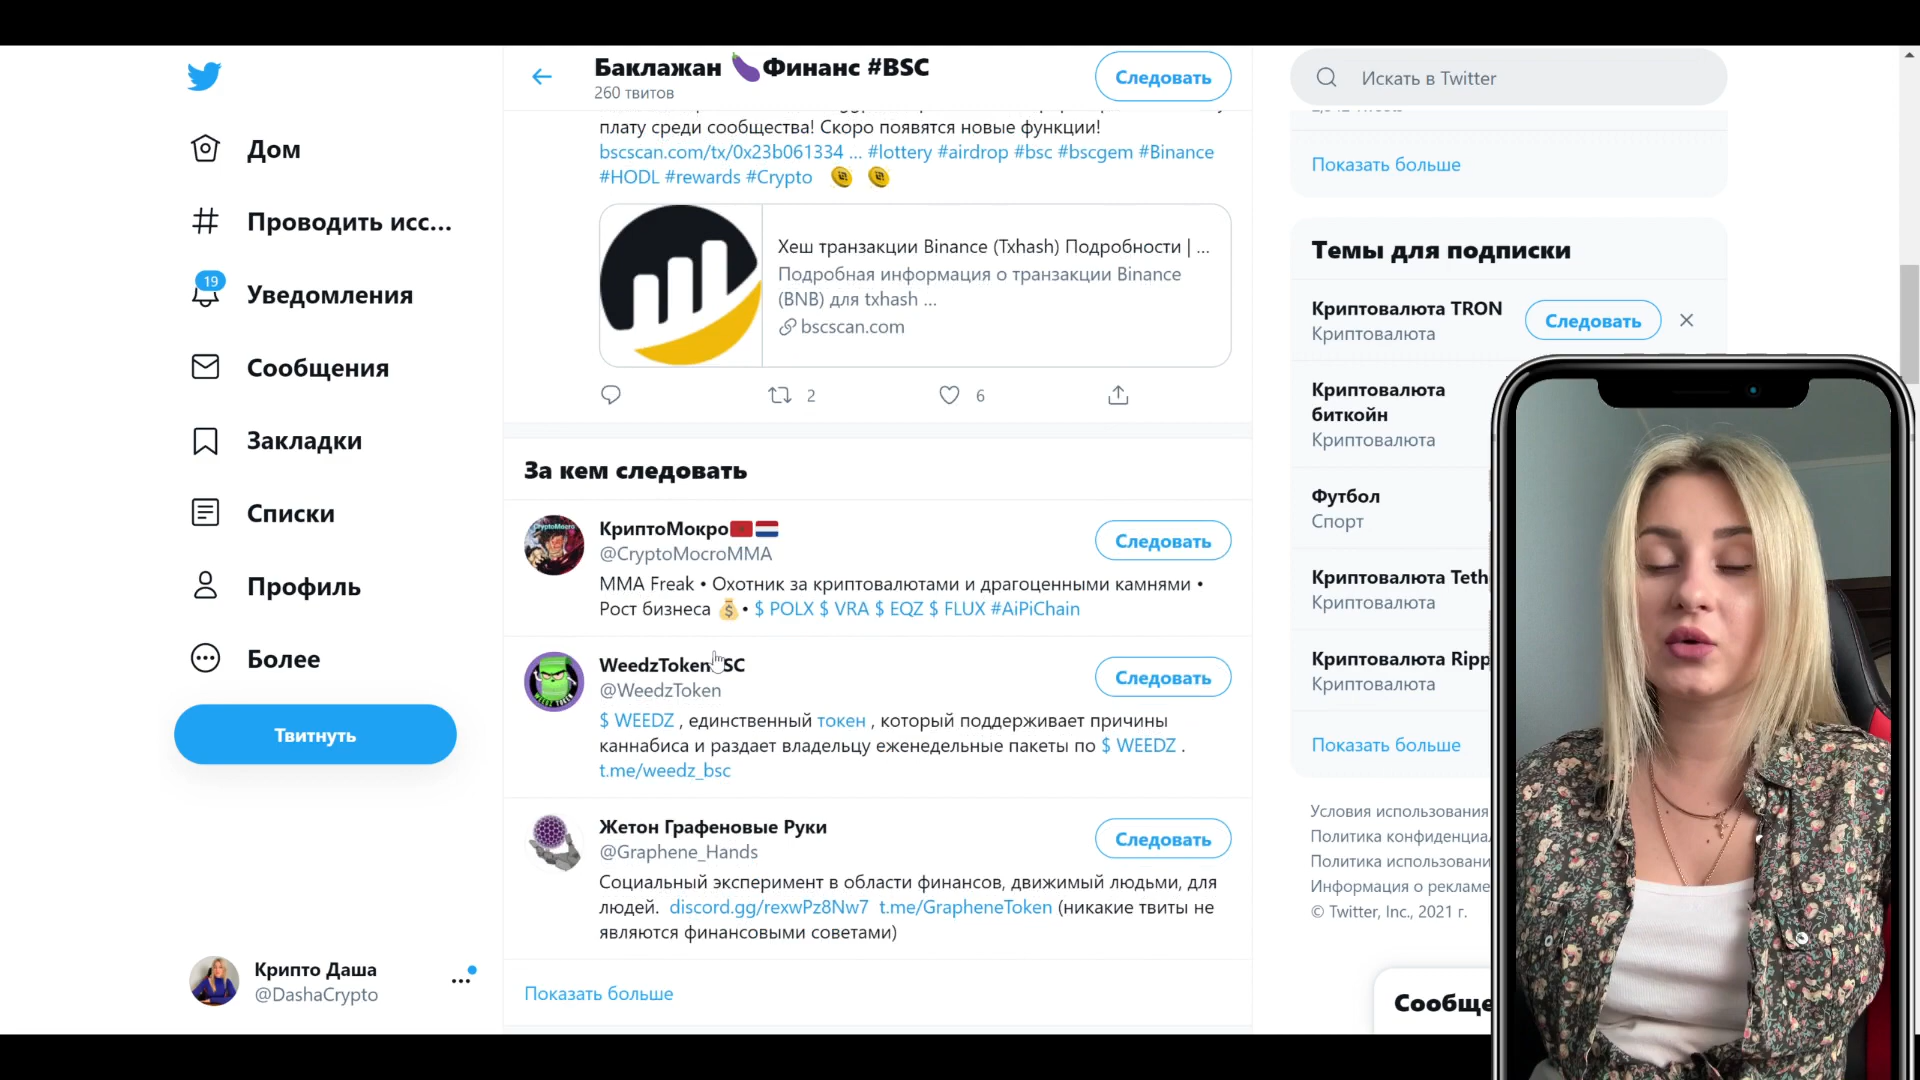 Дом
Проводить исс...
19
Уведомления
Сообщения
Закладки
Списки
Профиль
Более
Твитнуть
Крипто Даша
@DashaCrypto
Баклажан 🍆Финанс #BSC
260 твитов
Следовать
плату среди сообщества! Скоро появятся новые функции!
bscscan.com/tx/0x23b061334 ... #lottery #airdrop #bsc #bscgem #Binance
#HODL #rewards #Crypto
Хеш транзакции Binance (Txhash) Подробности | ...
Подробная информация о транзакции Binance
(BNB) для txhash ...
bscscan.com
2
6
За кем следовать
КриптоМокро🇲🇦🇳🇱
@CryptoMocroMMA
Следовать
MMA Freak • Охотник за криптовалютами и драгоценными камнями •
Рост бизнеса 💰 • $ POLX $ VRA $ EQZ $ FLUX #AiPiChain
WeedzToken SC
@WeedzToken
Следовать
$ WEEDZ , единственный токен , который поддерживает причины
каннабиса и раздает владельцу еженедельные пакеты по $ WEEDZ .
t.me/weedz_bsc
Жетон Графеновые Руки
@Graphene_Hands
Следовать
Социальный эксперимент в области финансов, движимый людьми, для
людей. discord.gg/rexwPz8Nw7 t.me/GrapheneToken (никакие твиты не
являются финансовыми советами)
Показать больше
Искать в Twitter
Показать больше
Темы для подписки
Криптовалюта TRON
Криптовалюта
Следовать
Криптовалюта
биткойн
Криптовалюта
Футбол
Спорт
Криптовалюта Teth
Криптовалюта
Криптовалюта Ripp
Криптовалюта
Показать больше
Условия использования
Политика конфиденциал
Политика использовани
Информация о рекламе
© Twitter, Inc., 2021 г.
Сообще